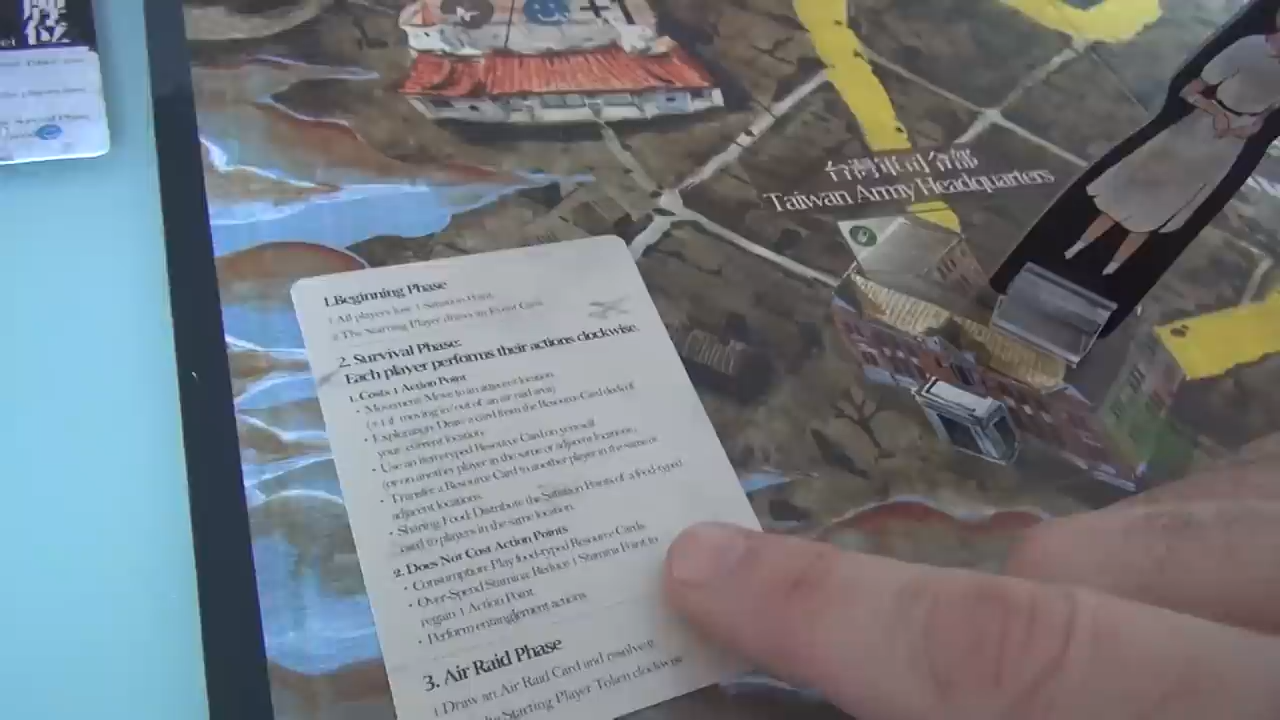 台灣軍司令部
Taiwan Army Headquarters
1.Beginning Phase
1 All players lose 1 Satiation Point.
2 The Starting Player draws an Event Card.
2. Survival Phase:
Each player performs their actions clockwise.
1. Costs 1 Action Point
• Movement: Move to an adjacent location.
(+1 if moving in/out of an air raid area)
• Exploration: Draw a card from the Resource Card deck of
your current location.
• Use an item-typed Resource Card on yourself
(or on another player in the same or adjacent locations.
• Transfer a Resource Card to another player in the same or
adjacent locations.
• Sharing Food: Distribute the Satiation Points of a food-typed
card to players in the same location.
2. Does Not Cost Action Points
• Consumption: Play food-typed Resource Cards.
• Over-Spend Stamina: Reduce 1 Stamina Point to
regain 1 Action Point.
• Perform entanglement actions.
3. Air Raid Phase
1 Draw an Air Raid Card and resolve
Starting Player Token clockwise